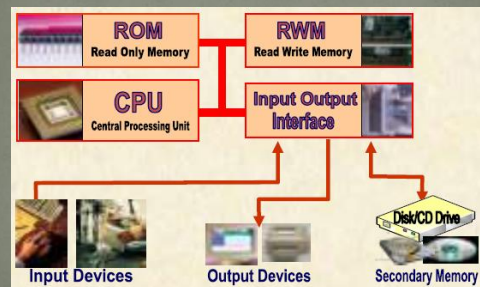 ROM
Read Only Memory
RWM
Read Write Memory
CPU
Central Processing Unit
Input Output
Interface
Disk/CD Drive
Input Devices
Output Devices
Secondary Memory